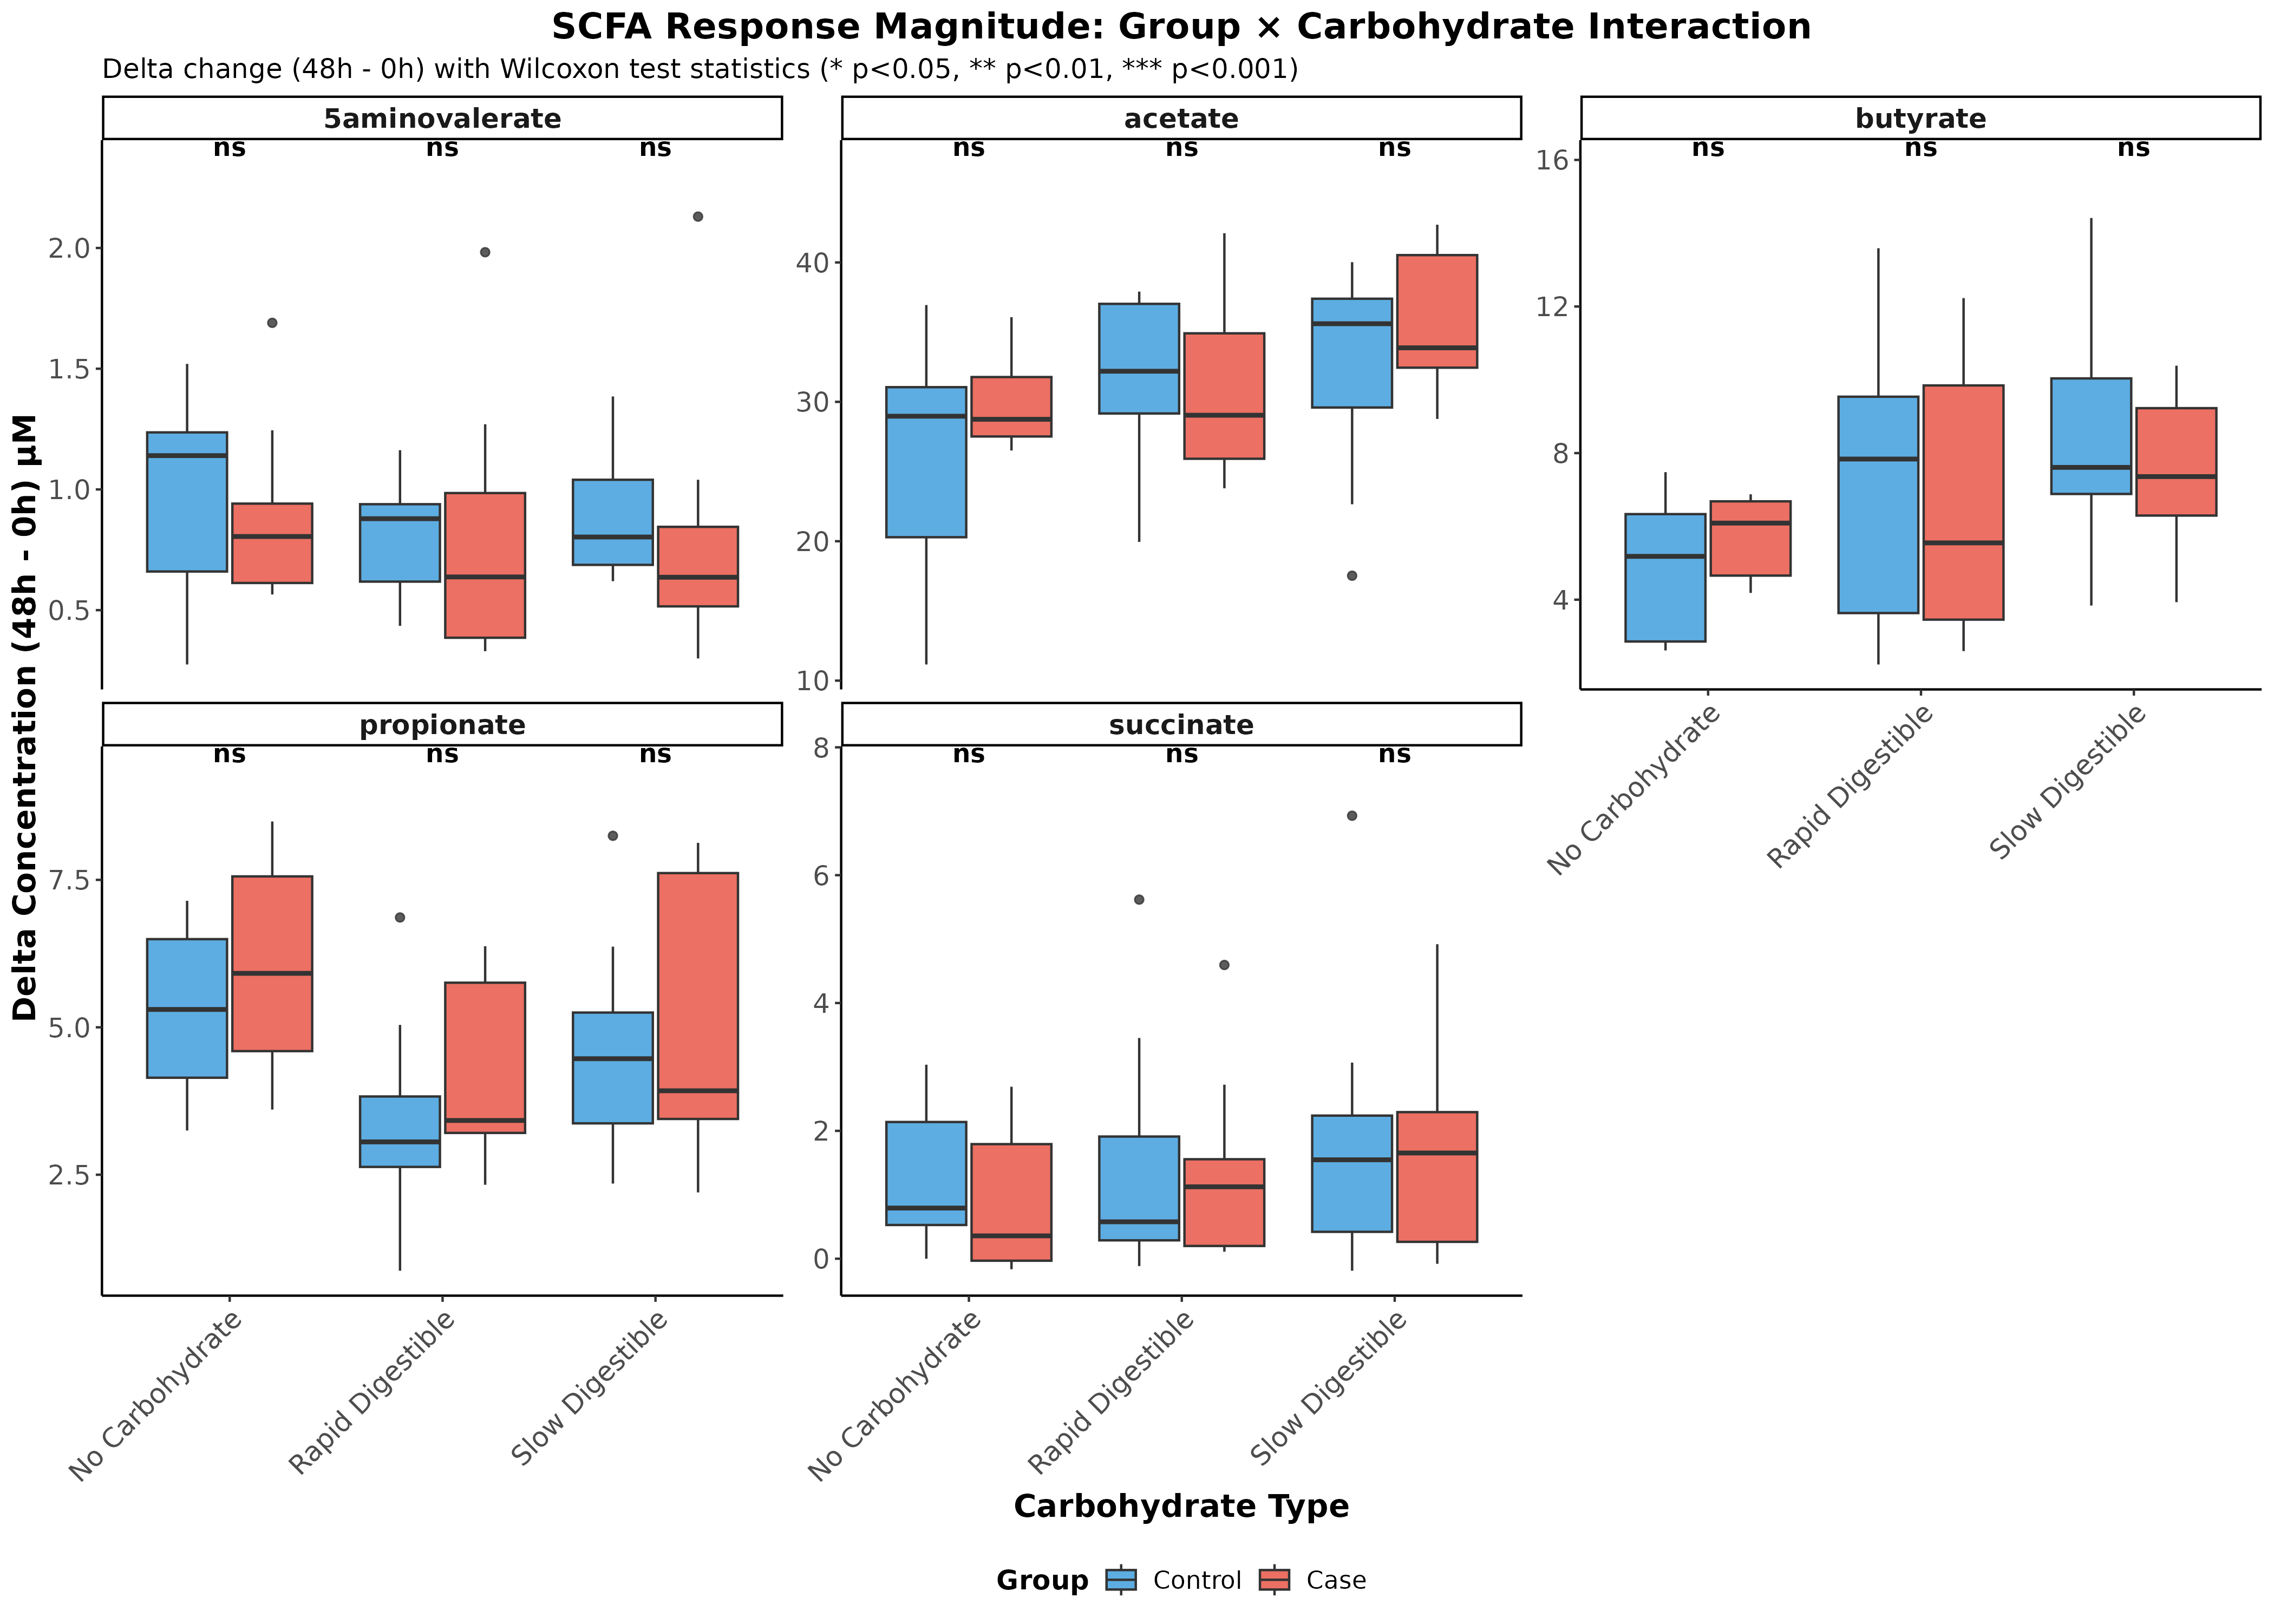 SCFA Response Magnitude: Group × Carbohydrate Interaction
Delta change (48h - 0h) with Wilcoxon test statistics (* p<0.05, ** p<0.01, *** p<0.001)
5aminovalerate
acetate
butyrate
ns ns ns
ns ns ns
ns ns ns
2.0
1.5
1.0
0.5
40
30
20
10
16
12
8
4
No Carbohydrate
Rapid Digestible
Slow Digestible
Delta Concentration (48h - 0h) µM
propionate
succinate
ns ns ns
ns ns ns
7.5
5.0
2.5
8
6
4
2
0
No Carbohydrate
Rapid Digestible
Slow Digestible
No Carbohydrate
Rapid Digestible
Slow Digestible
Carbohydrate Type
Group Control Case